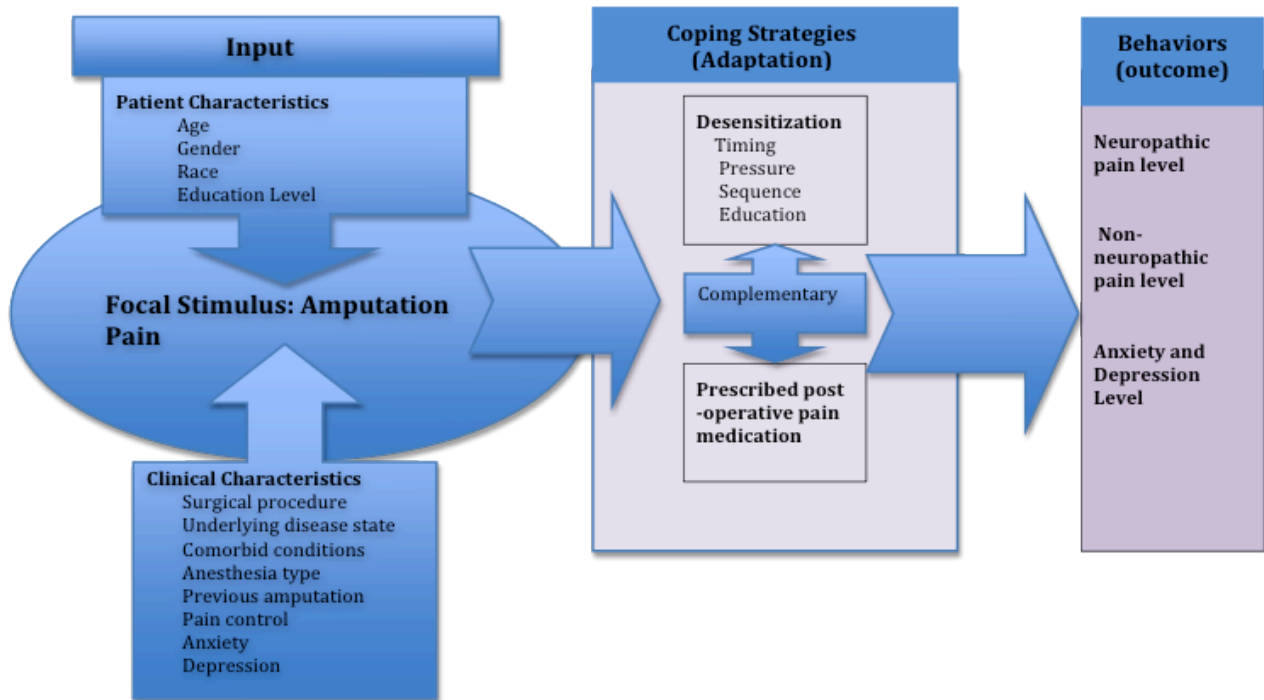 Input
Patient Characteristics
Age
Gender
Race
Education Level
Focal Stimulus: Amputation
Pain
Clinical Characteristics
Surgical procedure
Underlying disease state
Comorbid conditions
Anesthesia type
Previous amputation
Pain control
Anxiety
Depression
Coping Strategies
(Adaptation)
Desensitization
Timing
Pressure
Sequence
Education
Complementary
Prescribed post
-operative pain
medication
Behaviors
(outcome)
Neuropathic
pain level
Non-
neuropathic
pain level
Anxiety and
Depression
Level